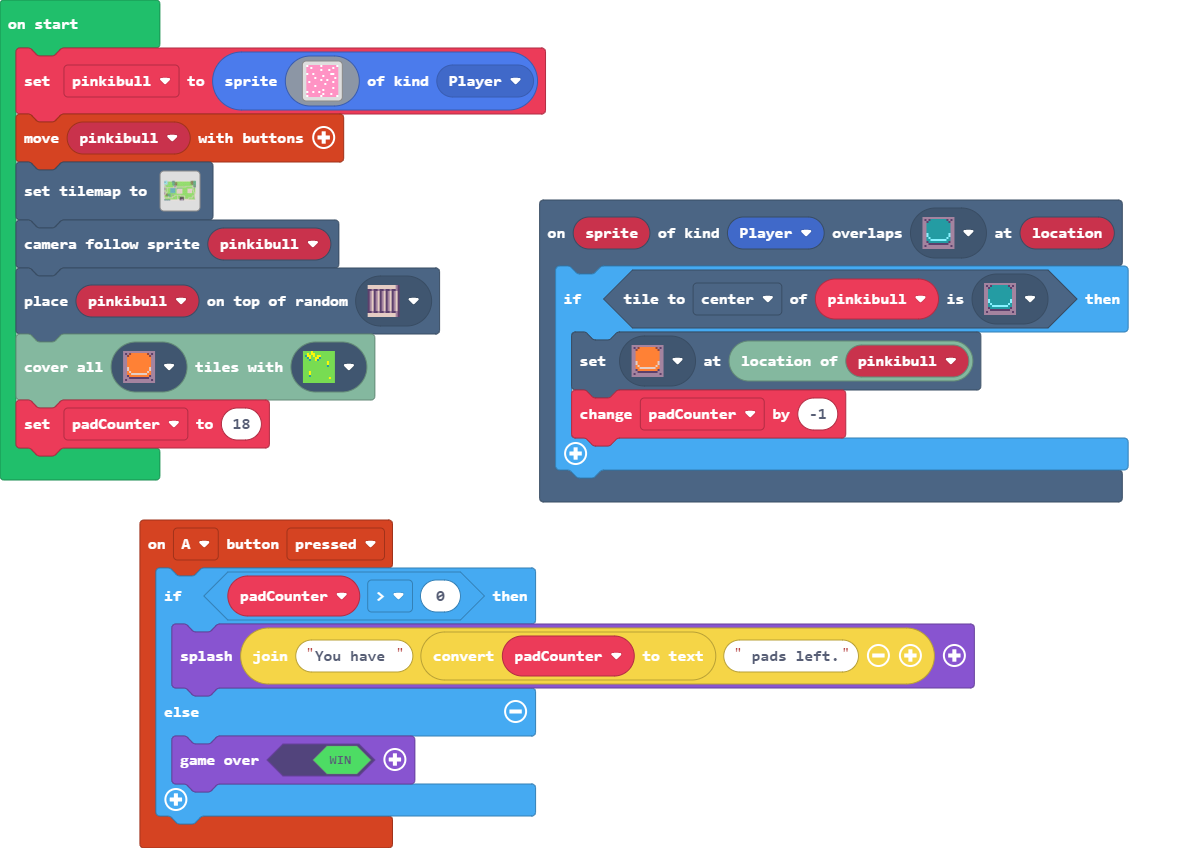 on start
set pinkibull to sprite of kind Player
move pinkibull with buttons
set tilemap to
camera follow sprite pinkibull
place pinkibull on top of random
cover all tiles with
set padCounter to 18
on sprite of kind Player overlaps at location
if tile to center of pinkibull is then
set at location of pinkibull
change padCounter by -1
on A button pressed
if padCounter > 0 then
splash join "You have " convert padCounter to text " pads left."
else
game over WIN